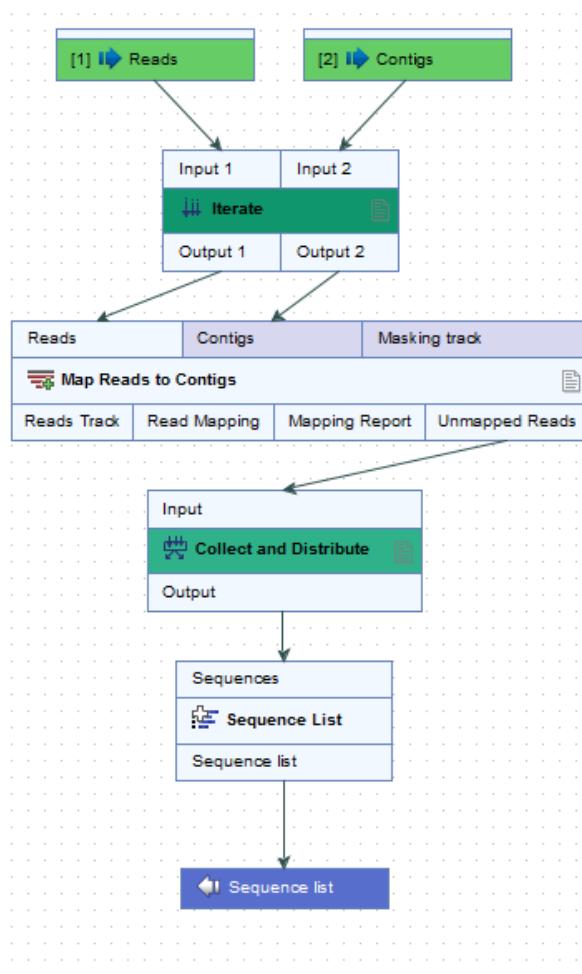 [1] Reads
[2] Contigs
Input 1
Input 2
Iterate
Output 1
Output 2
Reads
Contigs
Masking track
Map Reads to Contigs
Reads Track
Read Mapping
Mapping Report
Unmapped Reads
Input
Collect and Distribute
Output
Sequences
Sequence List
Sequence list
Sequence list